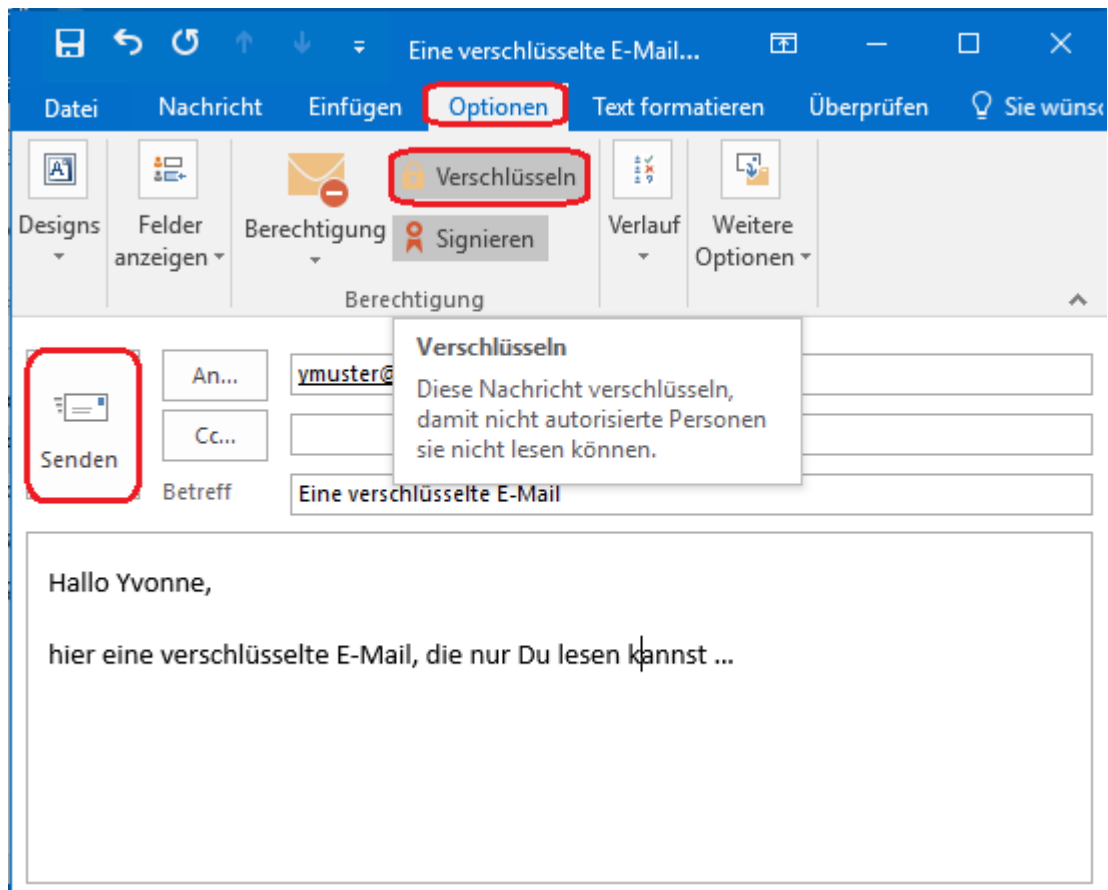 Eine verschlüsselte E-Mail...
Datei Nachricht Einfügen Optionen Text formatieren Überprüfen Sie wünsc
Designs
Felder anzeigen
Berechtigung
Verschlüsseln
Signieren
Verlauf
Weitere Optionen
Berechtigung
Verschlüsseln
Diese Nachricht verschlüsseln,
damit nicht autorisierte Personen
sie nicht lesen können.
Senden
An... ymuster@
Cc...
Betreff Eine verschlüsselte E-Mail
Hallo Yvonne,
hier eine verschlüsselte E-Mail, die nur Du lesen kannst ...